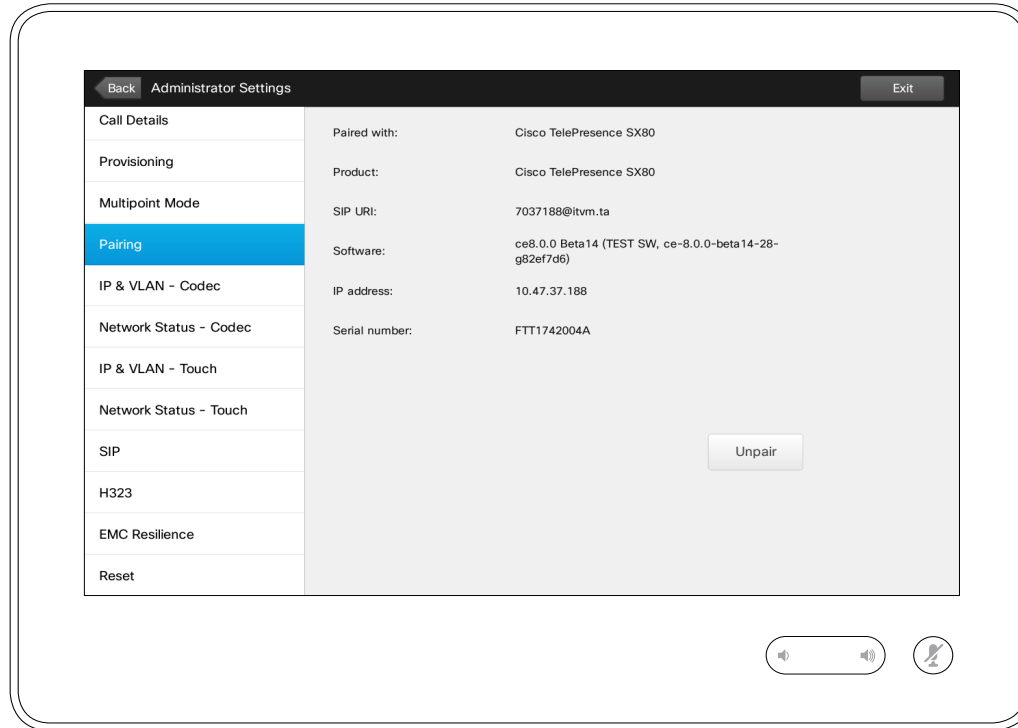 Back Administrator Settings Exit
Call Details
Provisioning
Multipoint Mode
Pairing
IP & VLAN - Codec
Network Status - Codec
IP & VLAN - Touch
Network Status - Touch
SIP
H323
EMC Resilience
Reset
Paired with: Cisco TelePresence SX80
Product: Cisco TelePresence SX80
SIP URI: 7037188@itvm.ta
Software: ce8.0.0 Beta14 (TEST SW, ce-8.0.0-beta14-28-
g82ef7d6)
IP address: 10.47.37.188
Serial number: FTT1742004A
Unpair